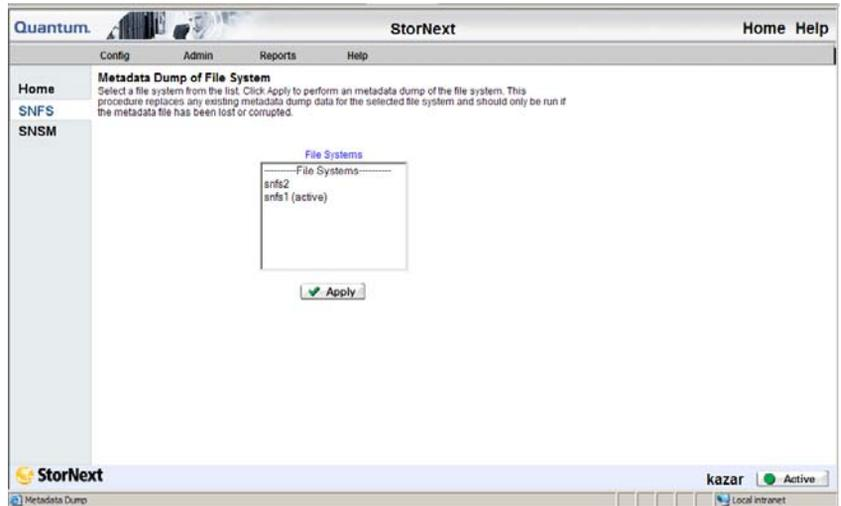 Quantum. StorNext Home Help
Config Admin Reports Help
Home
SNFS
SNSM
Metadata Dump of File System
Select a file system from the list. Click Apply to perform an metadata dump of the file system. This
procedure replaces any existing metadata dump data for the selected file system and should only be run if
the metadata file has been lost or corrupted.
File Systems
----------File Systems----------
snfs2
snfs1 (active)
Apply
StorNext
kazar Active
Metadata Dump Local intranet